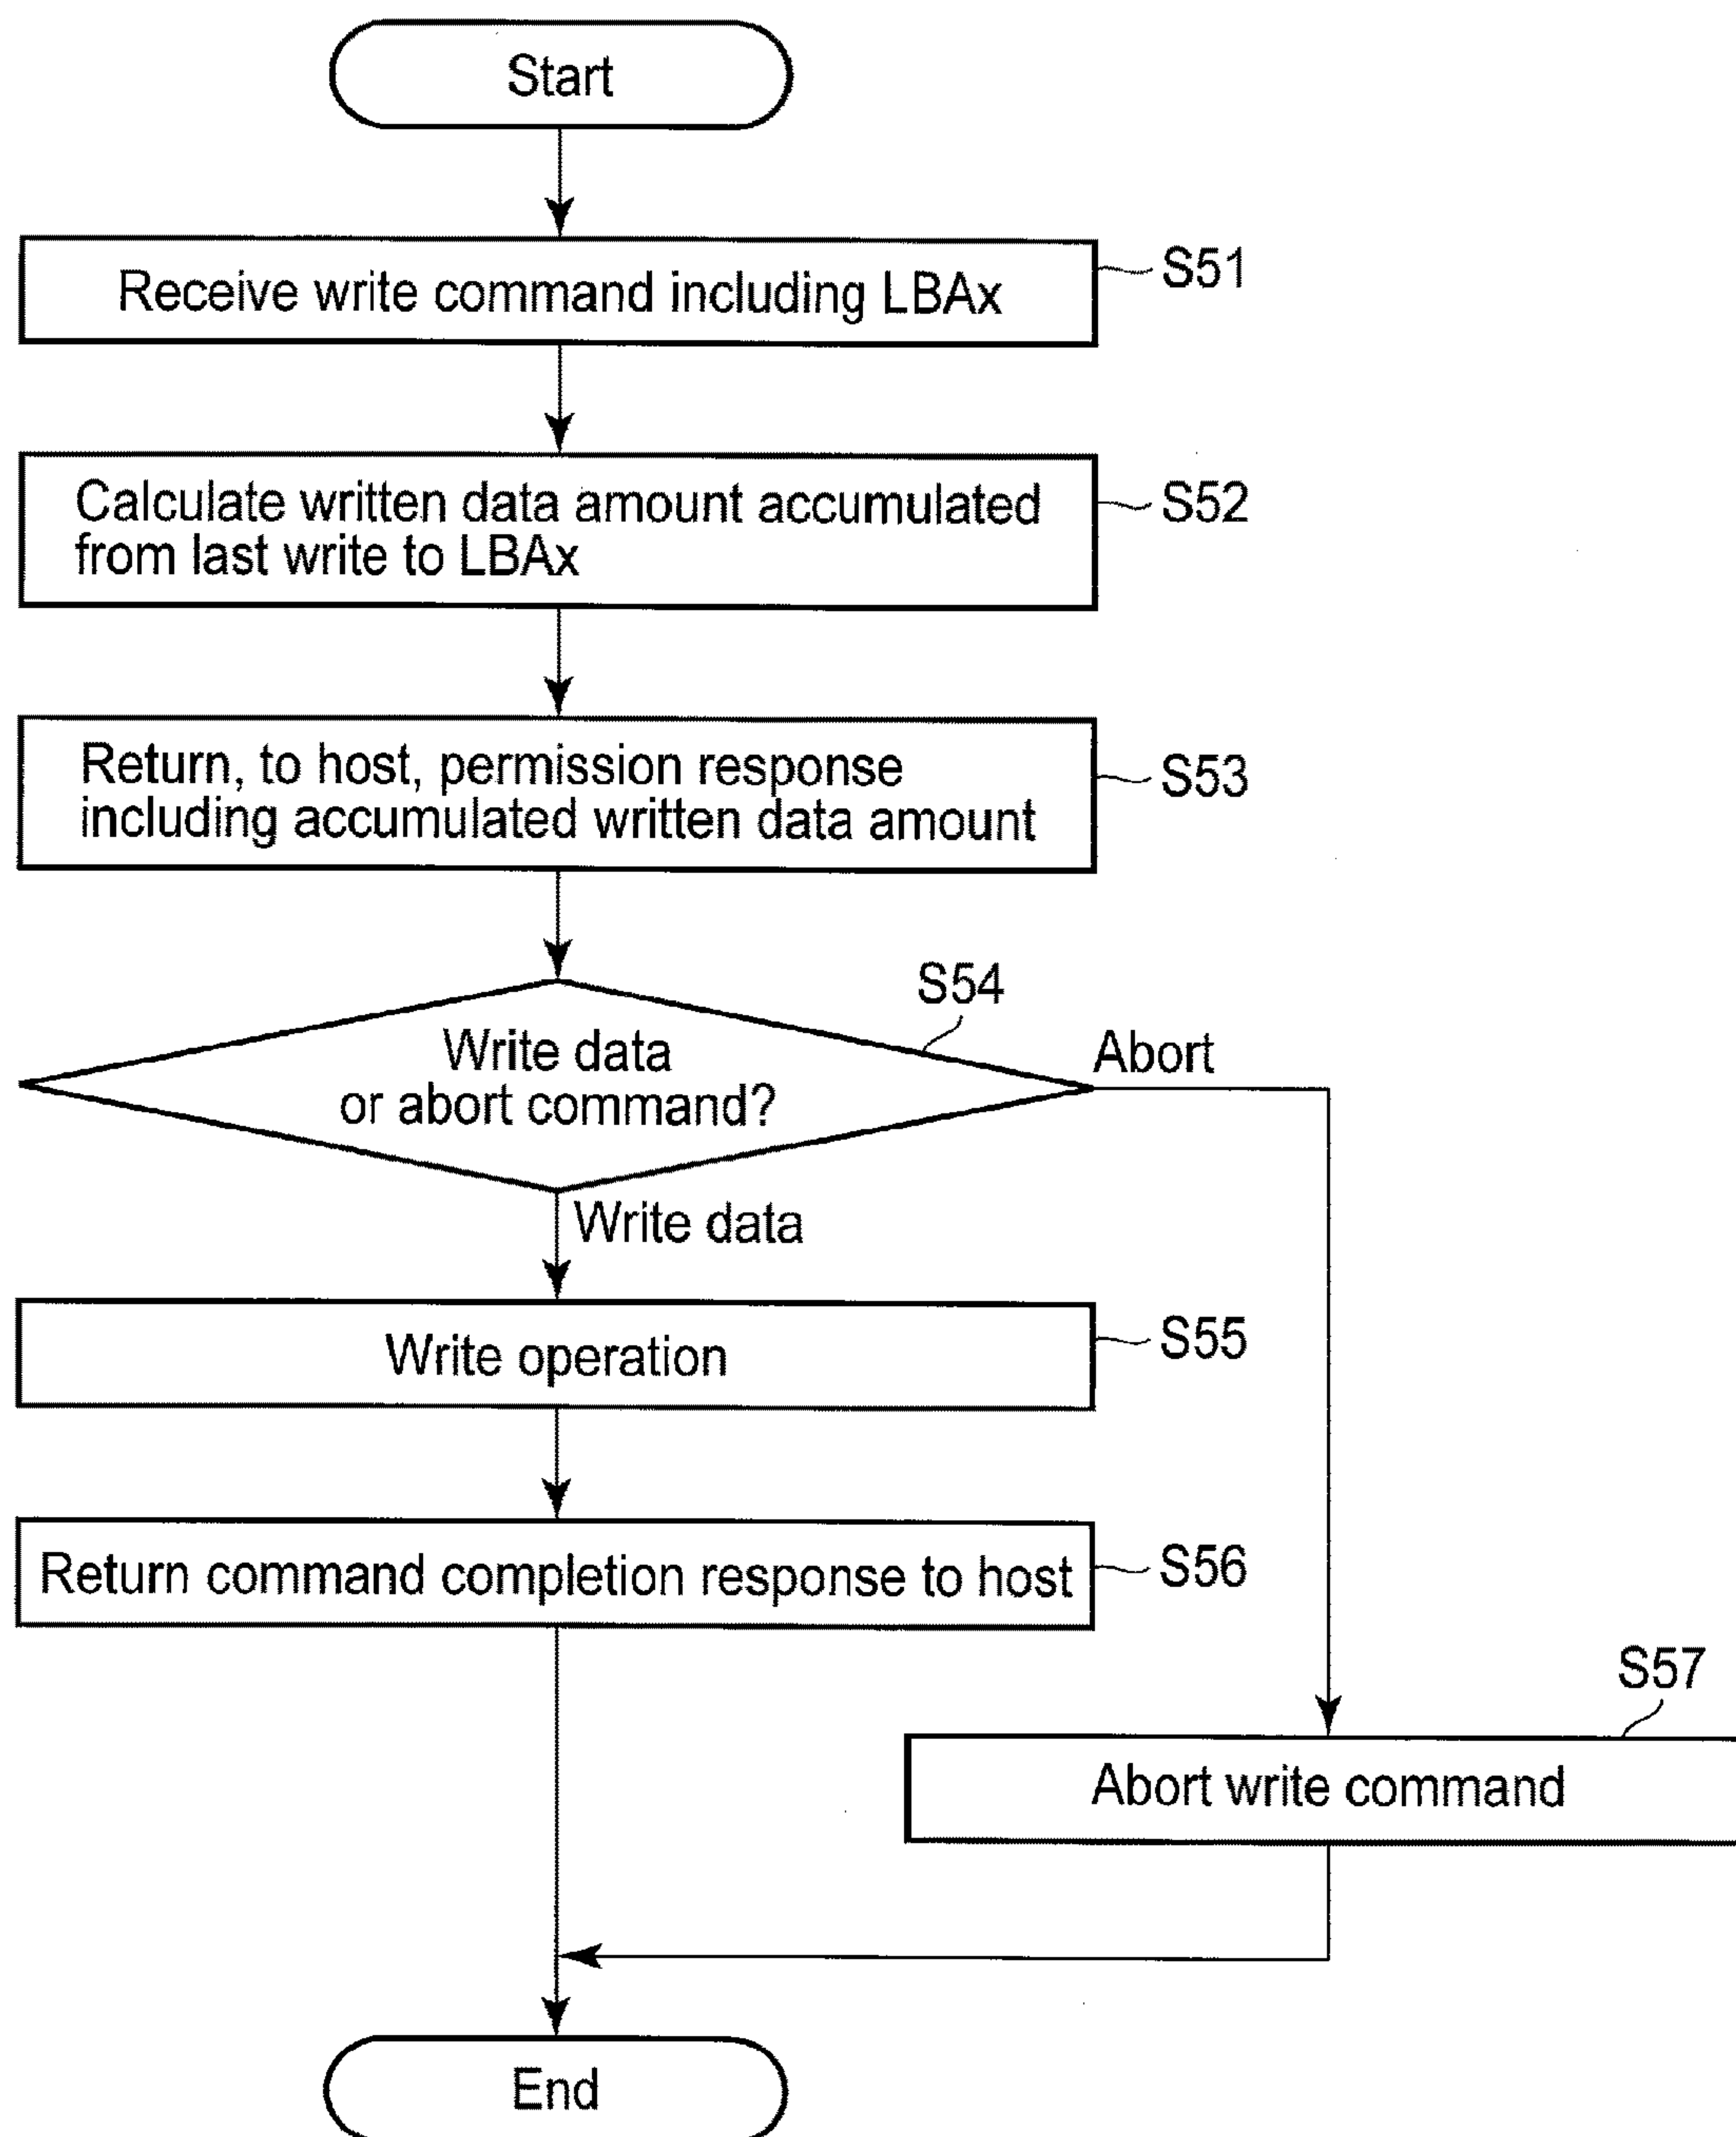 Start
Receive write command including LBAx
S51
Calculate written data amount accumulated
from last write to LBAx
S52
Return, to host, permission response
including accumulated written data amount
S53
S54
Write data
or abort command?
Abort
Write data
Write operation
S55
Return command completion response to host
S56
S57
Abort write command
End